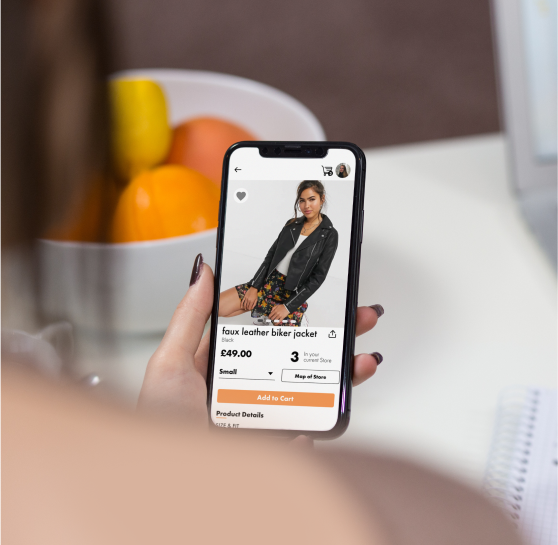 faux leather biker jacket
Black
£49.00
3 In your
current Store
Small
Map of Store
Add to Cart
Product Details
SIZE & FIT